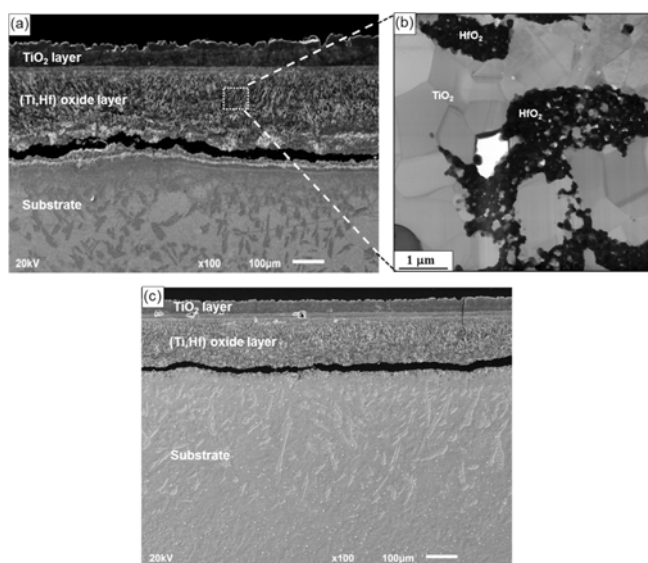 (a)
TiO₂ layer
(Ti,Hf) oxide layer
Substrate
20kV x100 100µm
(b)
HfO₂
TiO₂
HfO₂
1 µm
(c)
TiO₂ layer
(Ti,Hf) oxide layer
Substrate
20kV x100 100µm